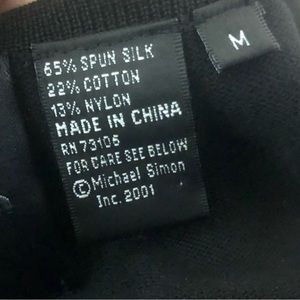 65% SPUN SILK
22% COTTON
13% NYLON
MADE IN CHINA
RN 73106
FOR CARE SEE BELOW
©Michael Simon
Inc. 2001
M